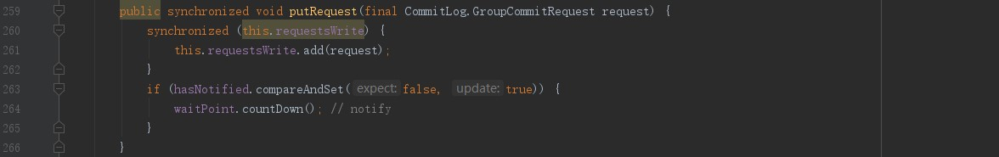 259 public synchronized void putRequest(final CommitLog.GroupCommitRequest request) {
260 synchronized (this.requestsWrite) {
261 this.requestsWrite.add(request);
262 }
263 if (hasNotified.compareAndSet( expect: false, update: true)) {
264 waitPoint.countDown(); // notify
265 }
266 }